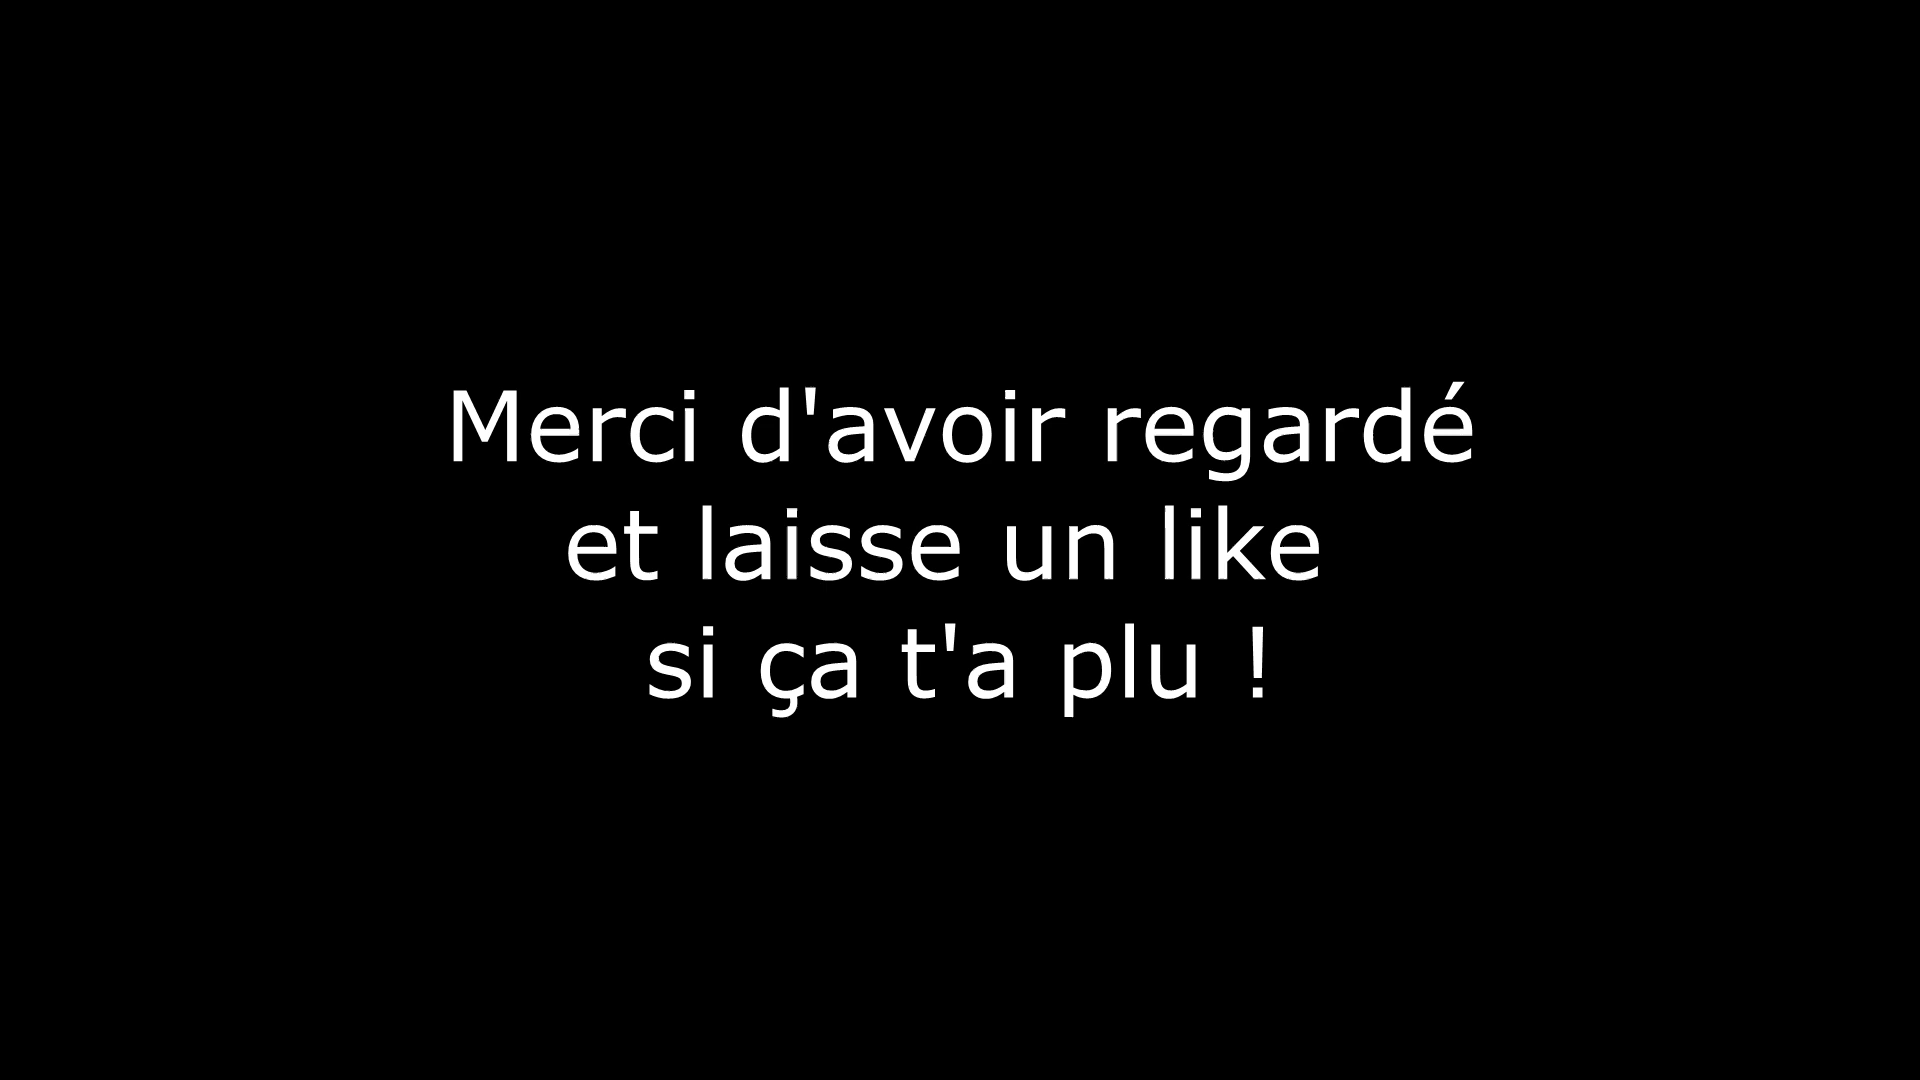 Merci d'avoir regardé
et laisse un like
si ça t'a plu !